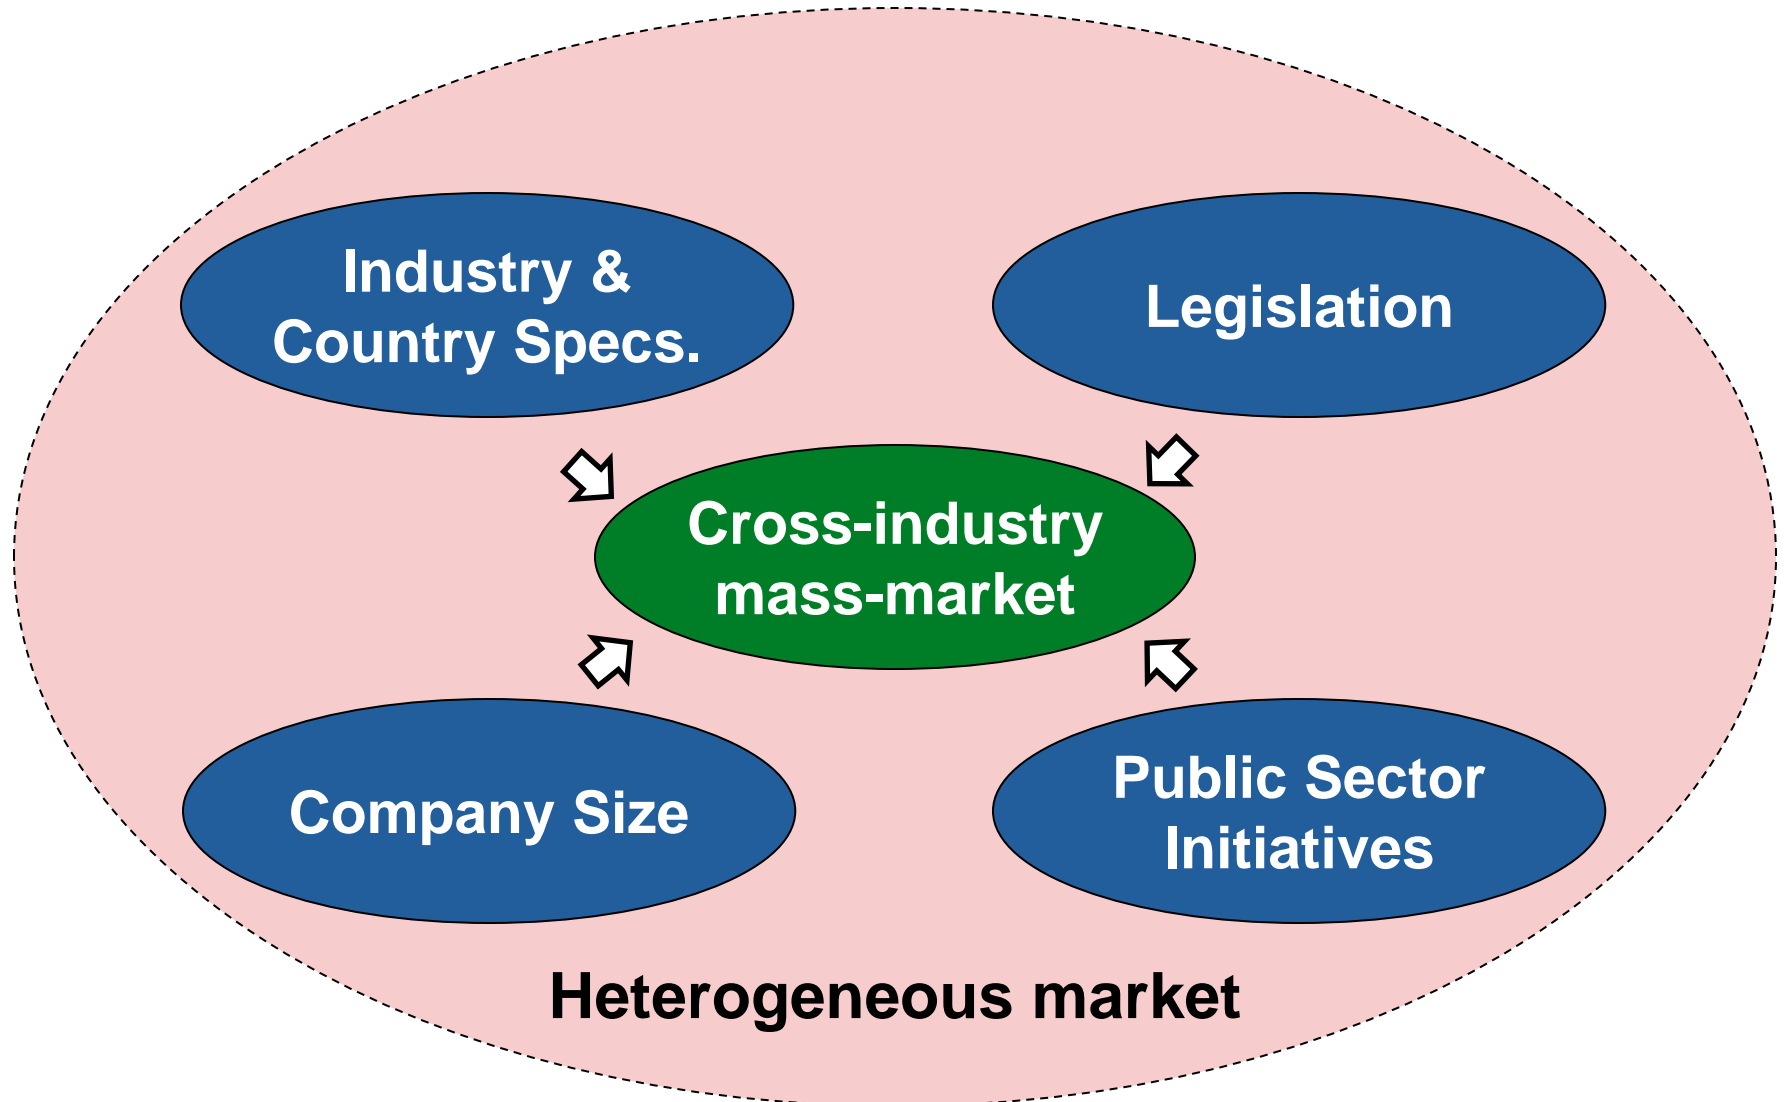 Industry &
Country Specs.
Legislation
Cross-industry
mass-market
Company Size
Public Sector
Initiatives
Heterogeneous market